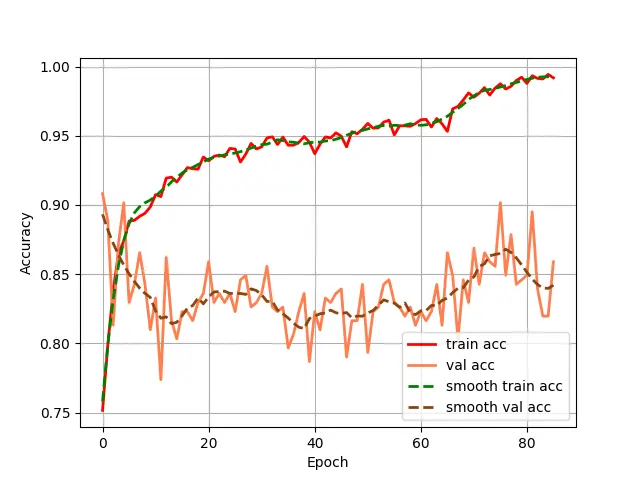 1.00
0.95
0.90
0.85
0.80
0.75
Accuracy
train acc
val acc
smooth train acc
smooth val acc
0 20 40 60 80
Epoch